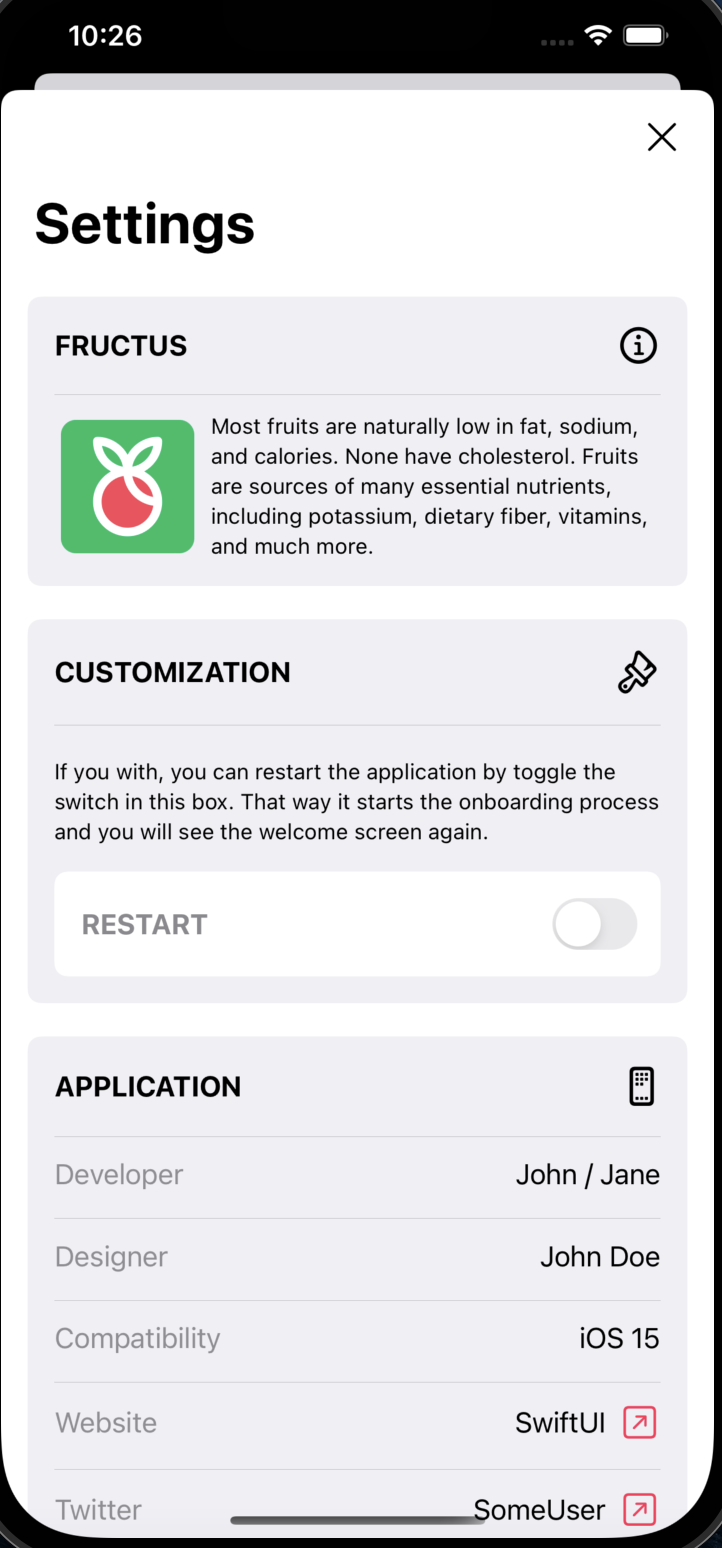 10:26
Settings
FRUCTUS
Most fruits are naturally low in fat, sodium,
and calories. None have cholesterol. Fruits
are sources of many essential nutrients,
including potassium, dietary fiber, vitamins,
and much more.
CUSTOMIZATION
If you with, you can restart the application by toggle the
switch in this box. That way it starts the onboarding process
and you will see the welcome screen again.
RESTART
APPLICATION
Developer John / Jane
Designer John Doe
Compatibility iOS 15
Website SwiftUI
Twitter SomeUser